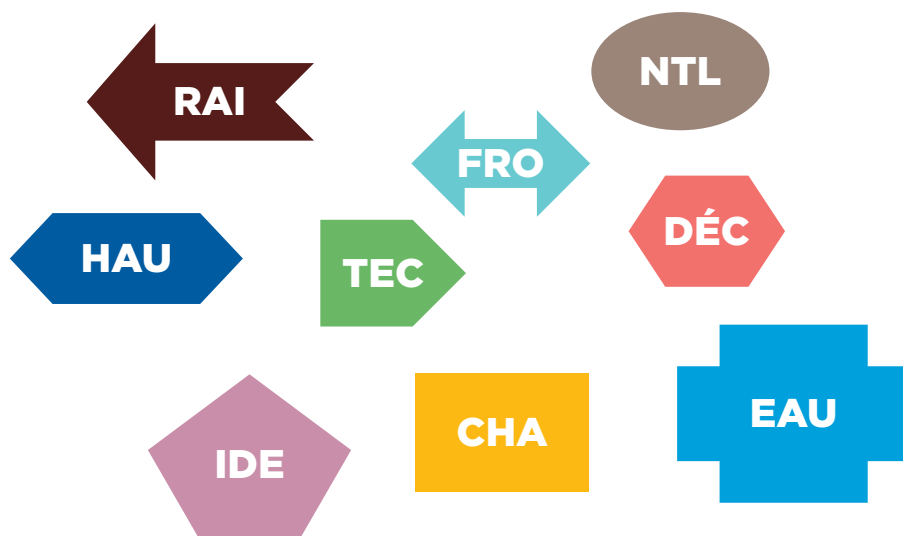 NTL
RAI
FRO
DÉC
HAU
TEC
EAU
CHA
IDE